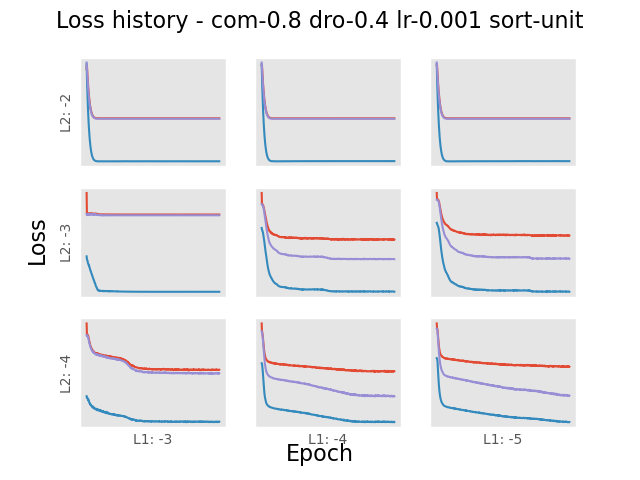 Loss history - com-0.8 dro-0.4 lr-0.001 sort-unit
L2: -2
L2: -3
L2: -4
Loss
L1: -3
L1: -4
L1: -5
Epoch